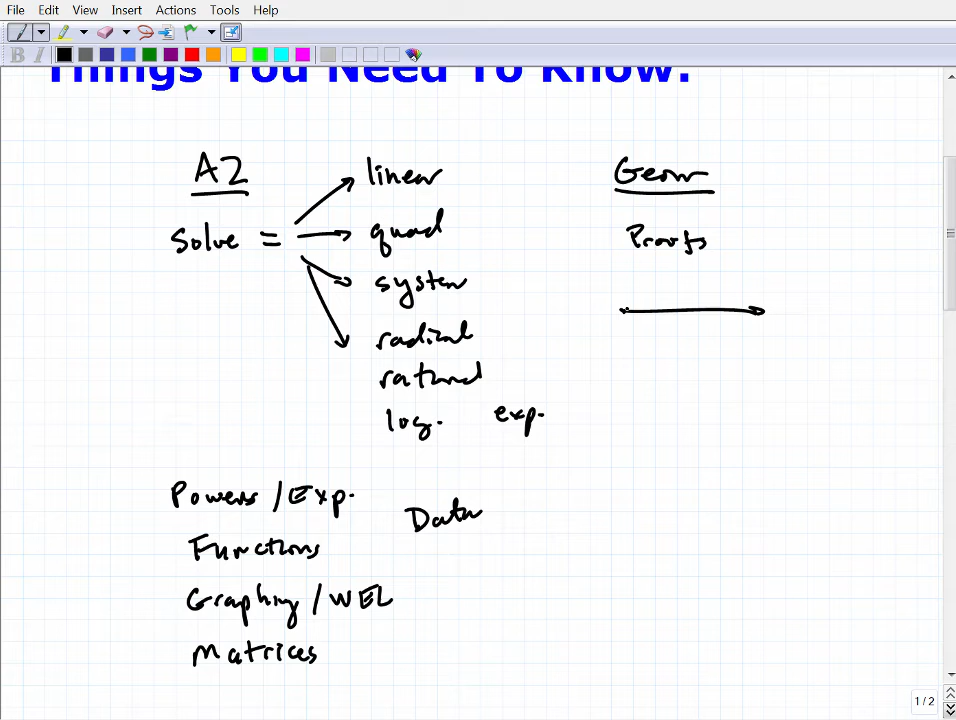 File Edit View Insert Actions Tools Help
B I
Things You Need To Know:
A2
Solve =
linear
quad
system
radical
rational
log. exp.
Powers / Exp.
Functions
Graphing / WEL
Matrices
Data
Geom
Proofs
1 / 2